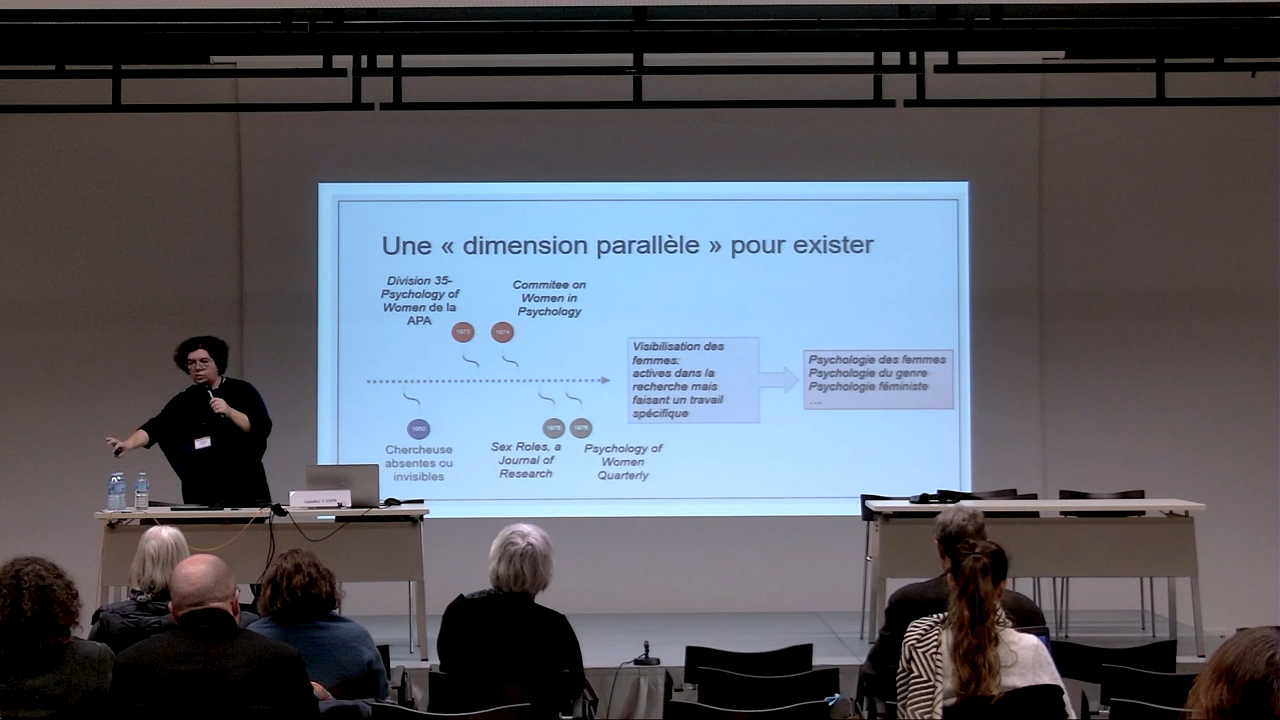 Une « dimension parallèle » pour exister
Division 35-
Psychology of
Women de la
APA
Commitee on
Women in
Psychology
1973
1974
Visibilisation des
femmes:
actives dans la
recherche mais
faisant un travail
spécifique
Psychologie des femmes
Psychologie du genre
Psychologie féministe
...
Chercheuse
absentes ou
invisibles
Sex Roles, a
Journal of
Research
Psychology of
Women
Quarterly